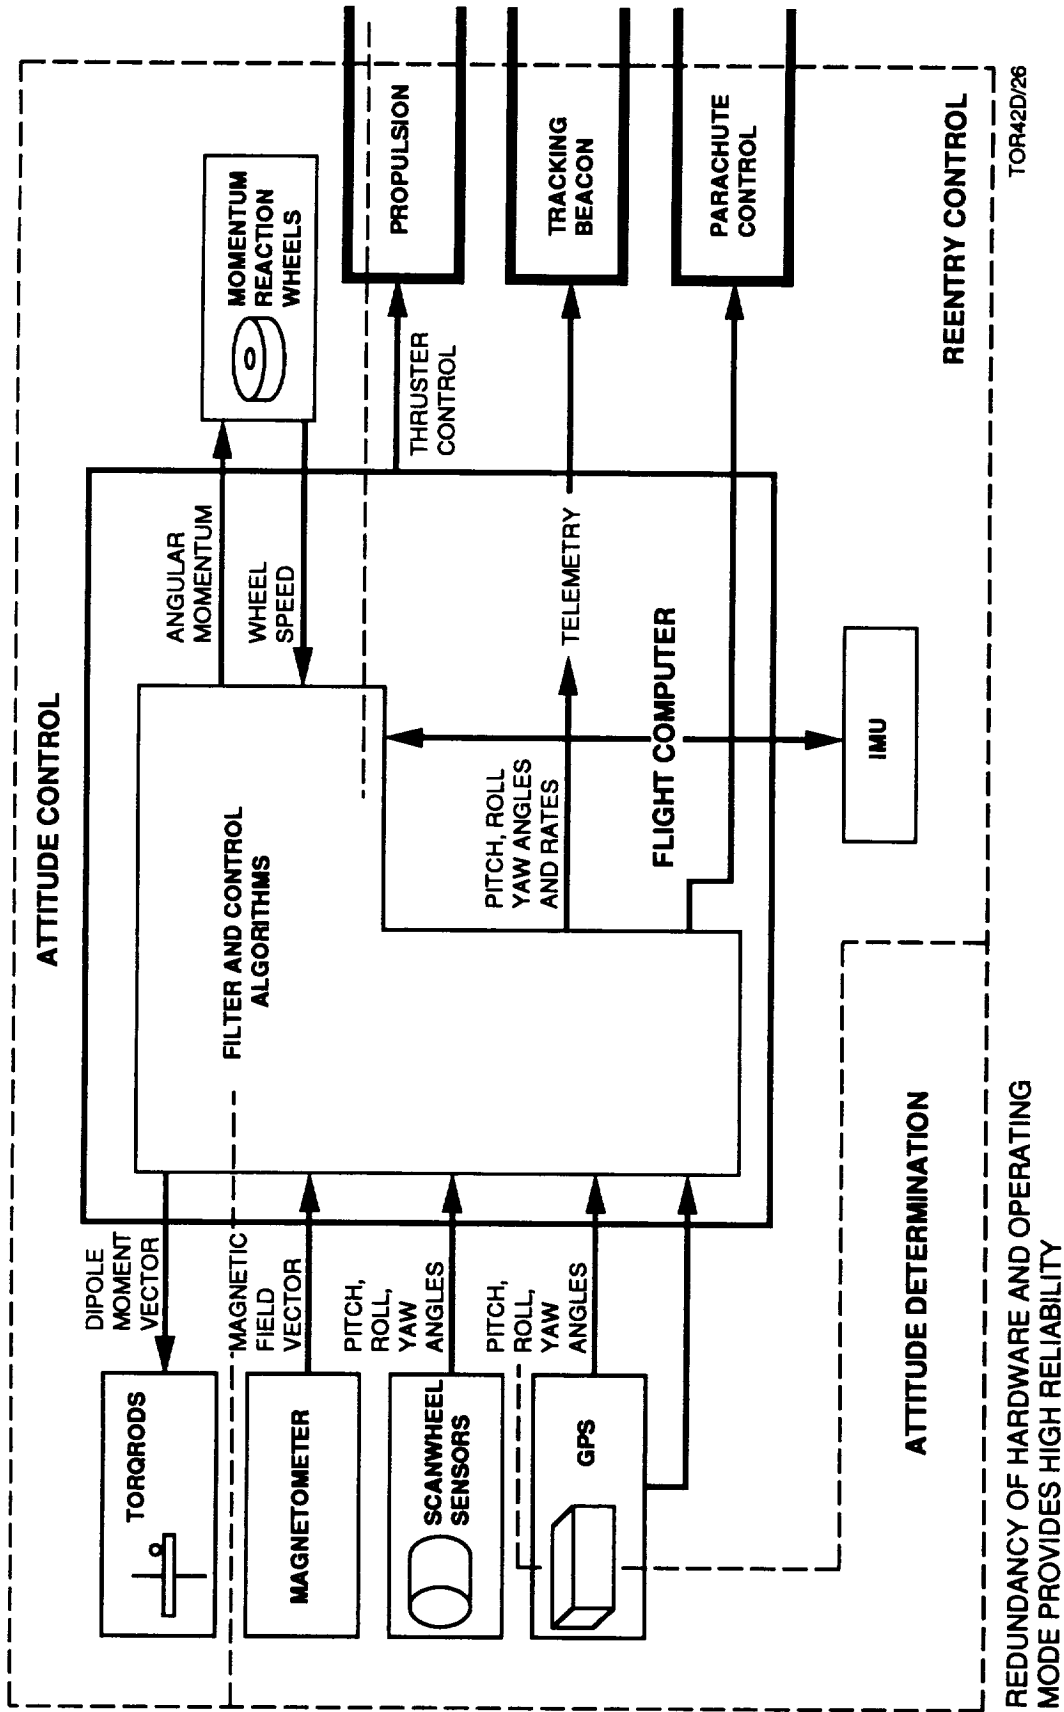 ATTITUDE CONTROL
TORQRODS
DIPOLE
MOMENT
VECTOR
MAGNETOMETER
MAGNETIC
FIELD
VECTOR
SCANWHEEL
SENSORS
PITCH,
ROLL,
YAW
ANGLES
GPS
PITCH,
ROLL,
YAW
ANGLES
FILTER AND CONTROL
ALGORITHMS
ANGULAR
MOMENTUM
WHEEL
SPEED
MOMENTUM
REACTION
WHEELS
THRUSTER
CONTROL
PROPULSION
PITCH, ROLL
YAW ANGLES
AND RATES
TELEMETRY
TRACKING
BEACON
FLIGHT COMPUTER
PARACHUTE
CONTROL
IMU
ATTITUDE DETERMINATION
REENTRY CONTROL
REDUNDANCY OF HARDWARE AND OPERATING
MODE PROVIDES HIGH RELIABILITY
TOR42D/26